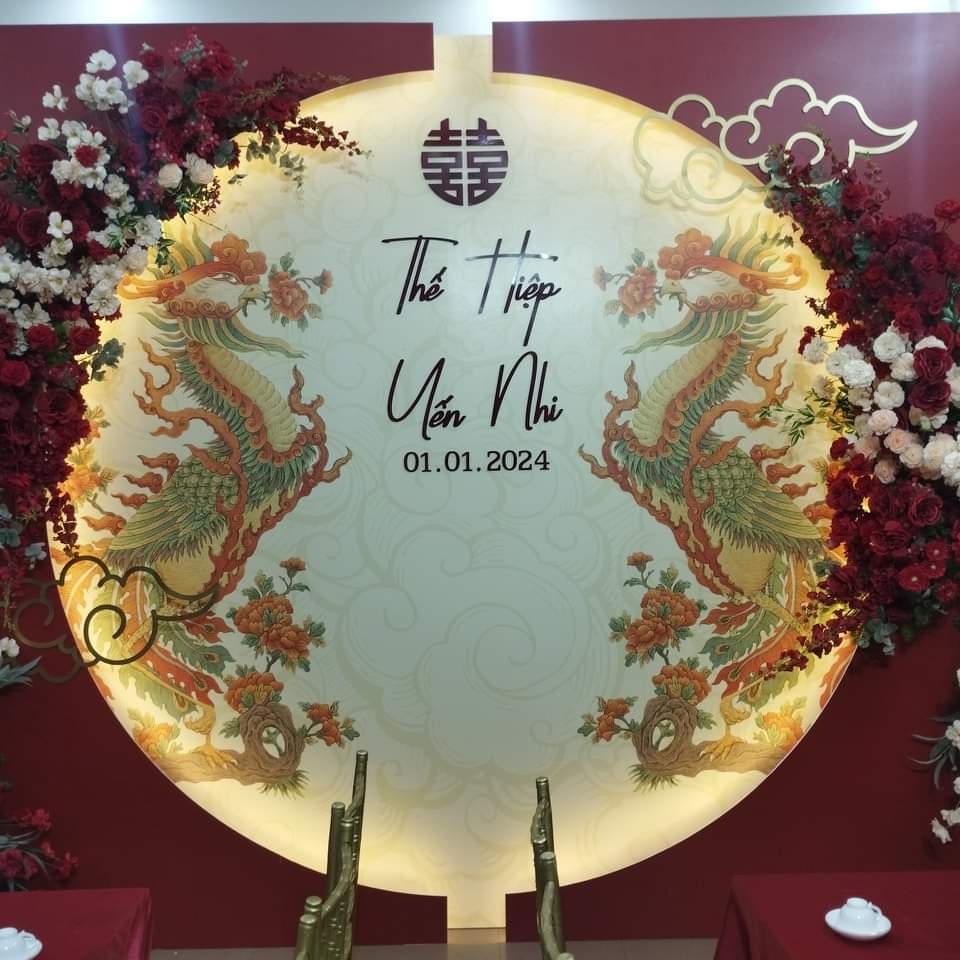 囍
Thế Hiệp
Yến Nhi
01.01.2024